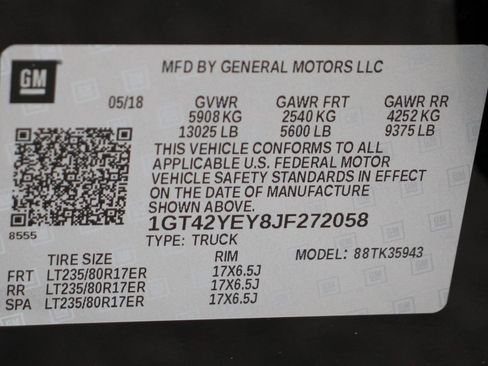 GM
MFD BY GENERAL MOTORS LLC
05/18 GVWR GAWR FRT GAWR RR
5908 KG 2540 KG 4252 KG
13025 LB 5600 LB 9375 LB
THIS VEHICLE CONFORMS TO ALL
APPLICABLE U.S. FEDERAL MOTOR
VEHICLE SAFETY STANDARDS IN EFFECT
ON THE DATE OF MANUFACTURE
SHOWN ABOVE.
1GT42YEY8JF272058
8555
TYPE: TRUCK MODEL: 88TK35943
TIRE SIZE RIM
FRT LT235/80R17ER 17X6.5J
RR LT235/80R17ER 17X6.5J
SPA LT235/80R17ER 17X6.5J